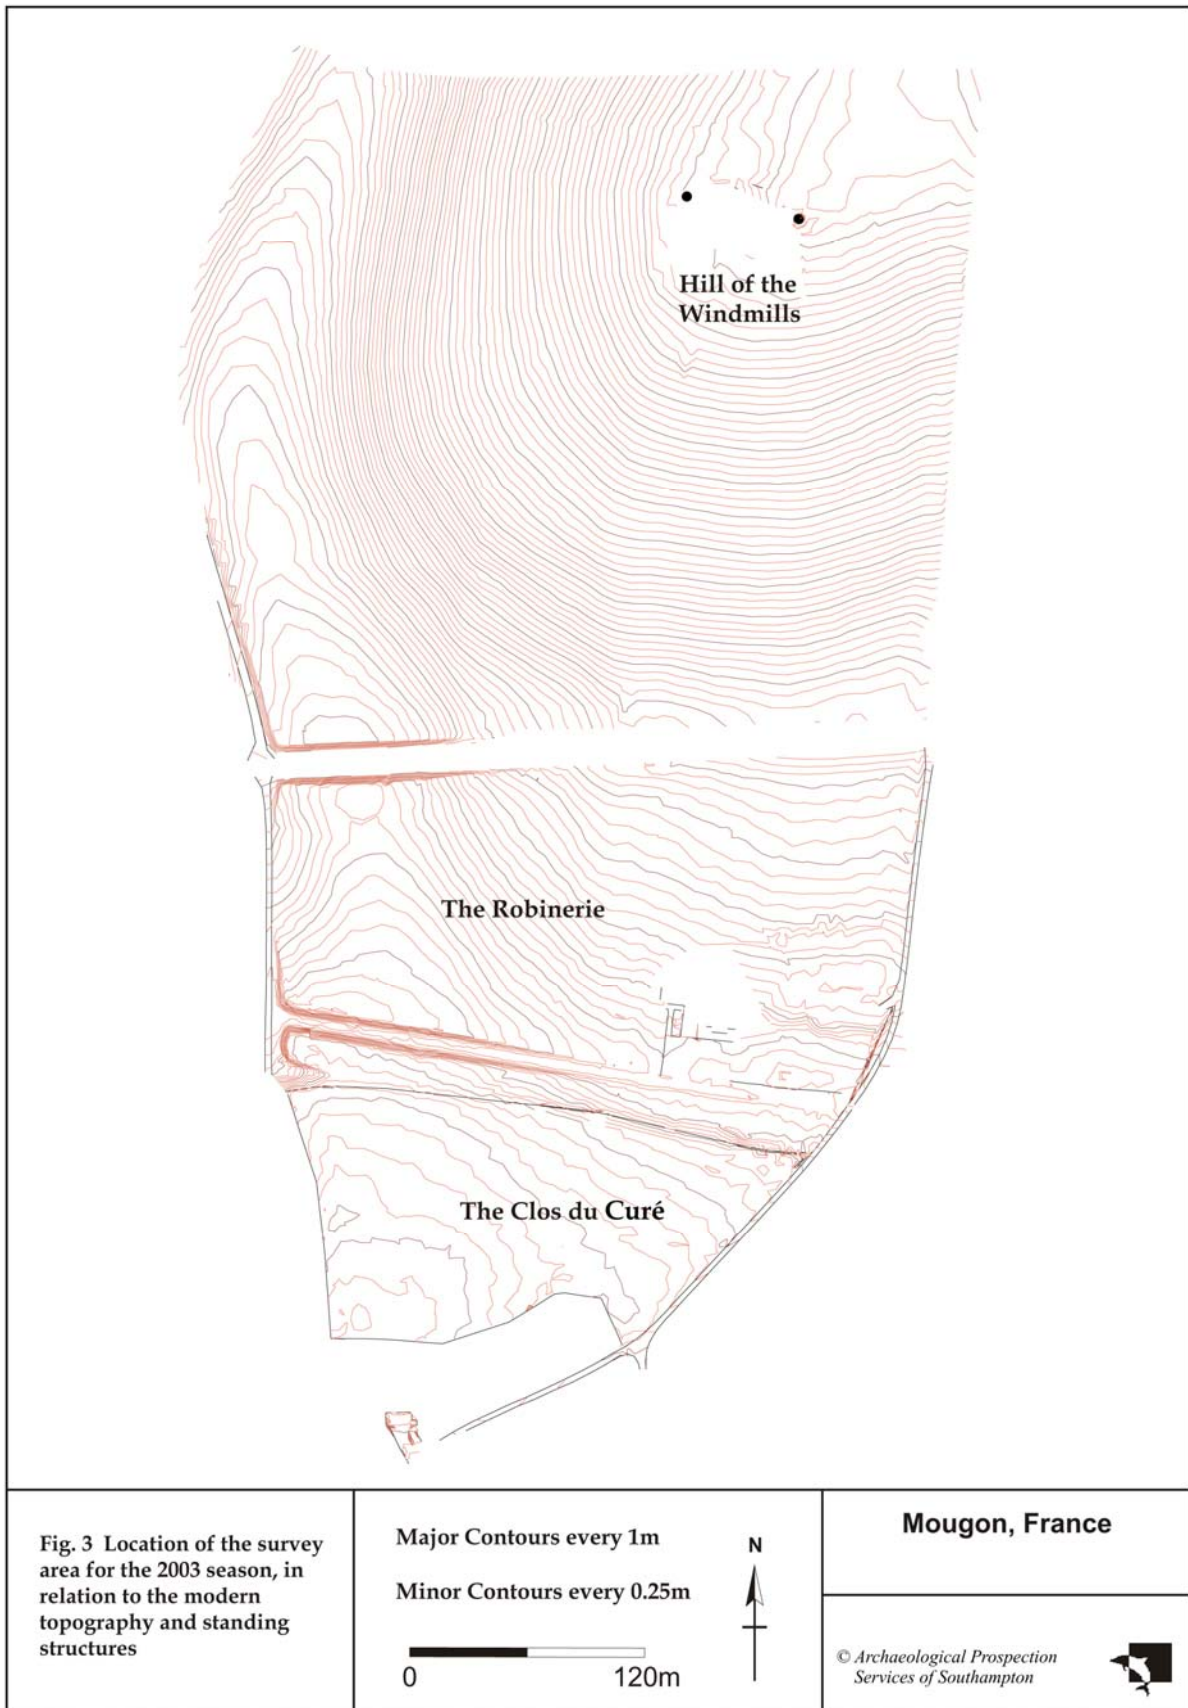 Hill of the
Windmills
The Robinerie
The Clos du Curé
Fig. 3 Location of the survey
area for the 2003 season, in
relation to the modern
topography and standing
structures
Major Contours every 1m
Minor Contours every 0.25m
0 120m
N
Mougon, France
© Archaeological Prospection
Services of Southampton